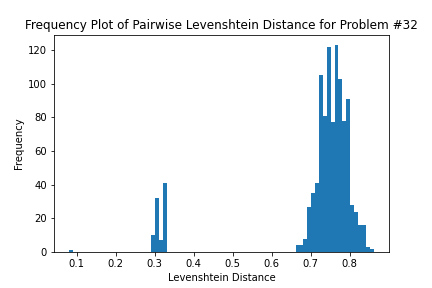 Frequency Plot of Pairwise Levenshtein Distance for Problem #32
120
100
80
60
40
20
0
Frequency
0.1 0.2 0.3 0.4 0.5 0.6 0.7 0.8
Levenshtein Distance